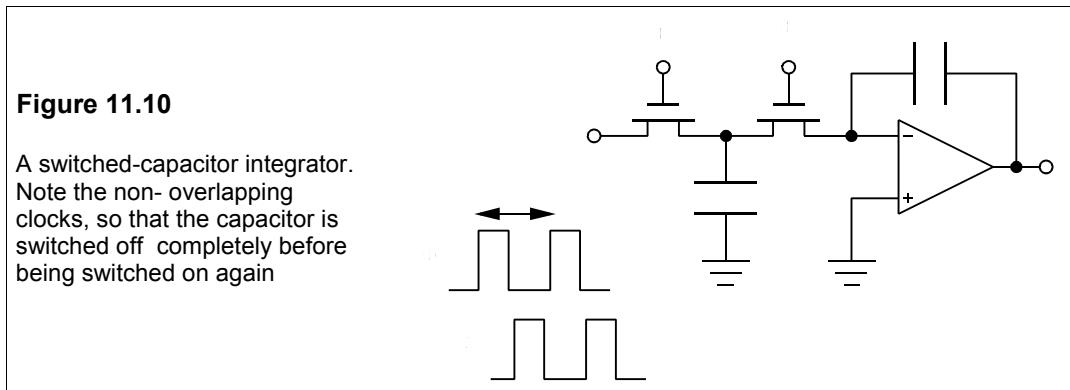 Figure 11.10
A switched-capacitor integrator.
Note the non- overlapping
clocks, so that the capacitor is
switched off  completely before
being switched on again
−
+